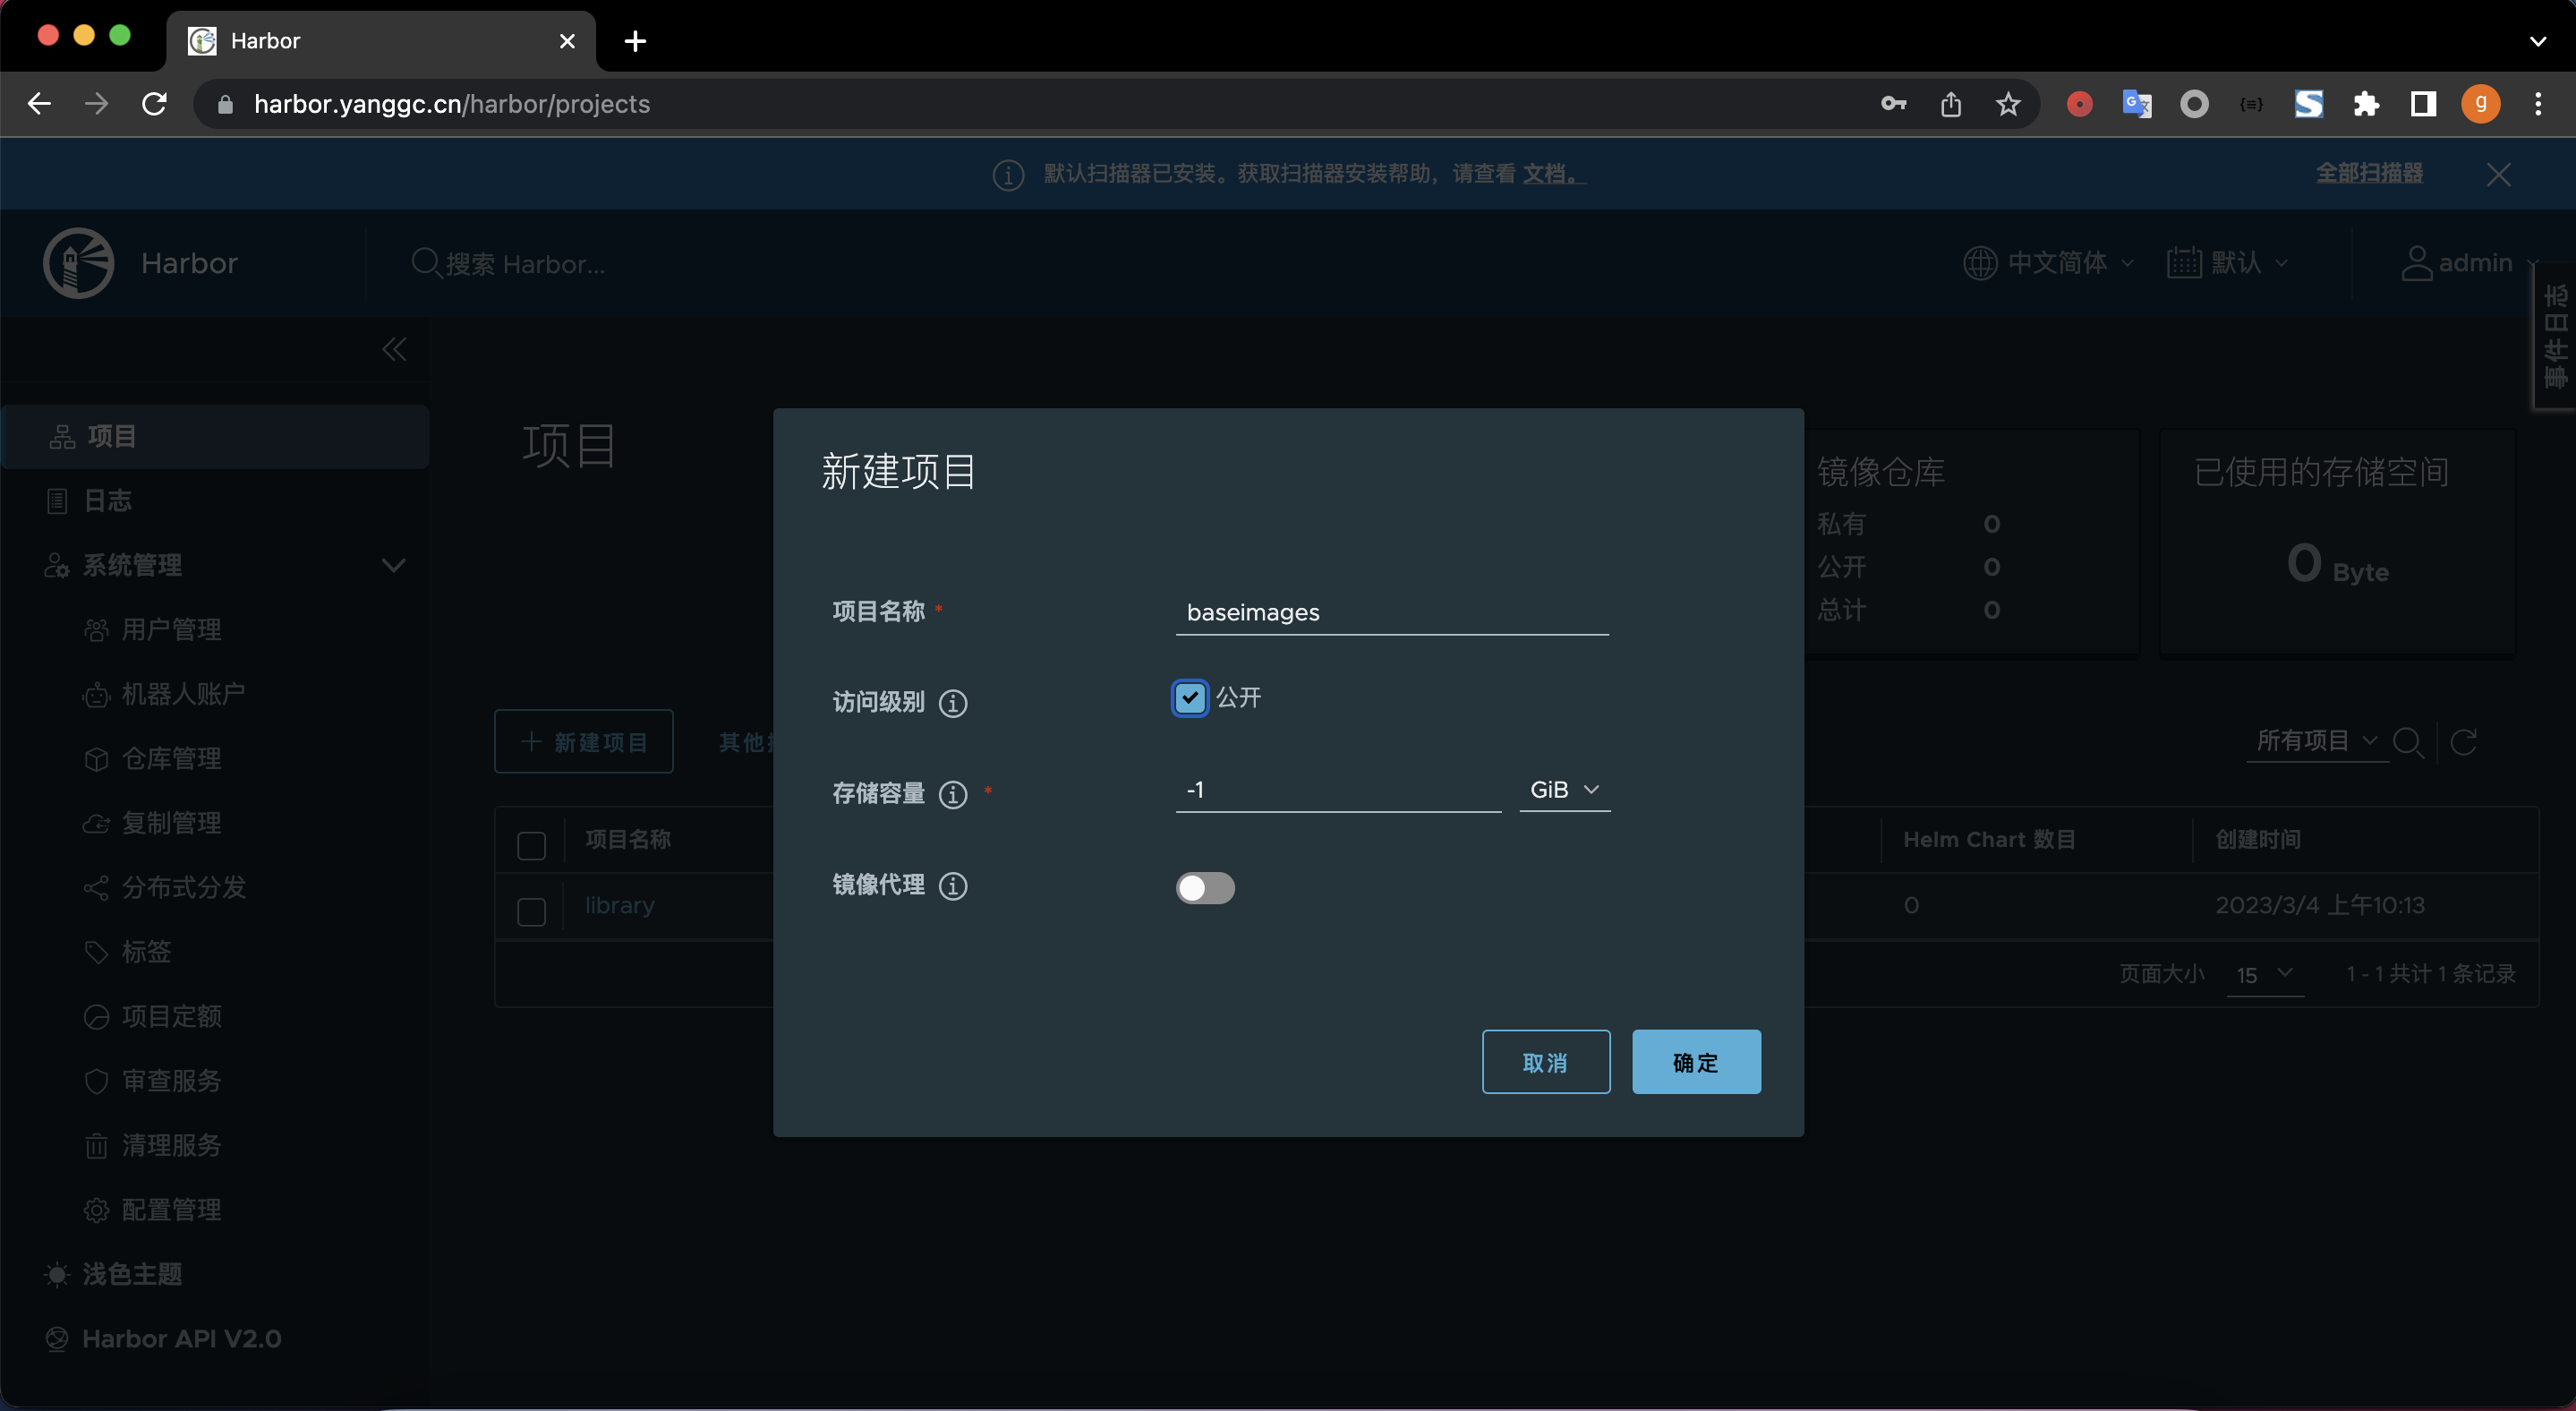 Harbor
harbor.yanggc.cn/harbor/projects
g
默认扫描器已安装。获取扫描器安装帮助，请查看 文档。
全部扫描器
Harbor
搜索 Harbor...
中文简体
默认
admin
事件日志
项目
日志
系统管理
用户管理
机器人账户
仓库管理
复制管理
分布式分发
标签
项目定额
审查服务
清理服务
配置管理
浅色主题
Harbor API V2.0
项目
镜像仓库
私有 0
公开 0
总计 0
已使用的存储空间
0 Byte
新建项目
其他
所有项目
项目名称
Helm Chart 数目
创建时间
library
0
2023/3/4 上午10:13
页面大小 15
1 - 1 共计 1 条记录
新建项目
项目名称 *
baseimages
访问级别
公开
存储容量 *
-1
GiB
镜像代理
取消
确定